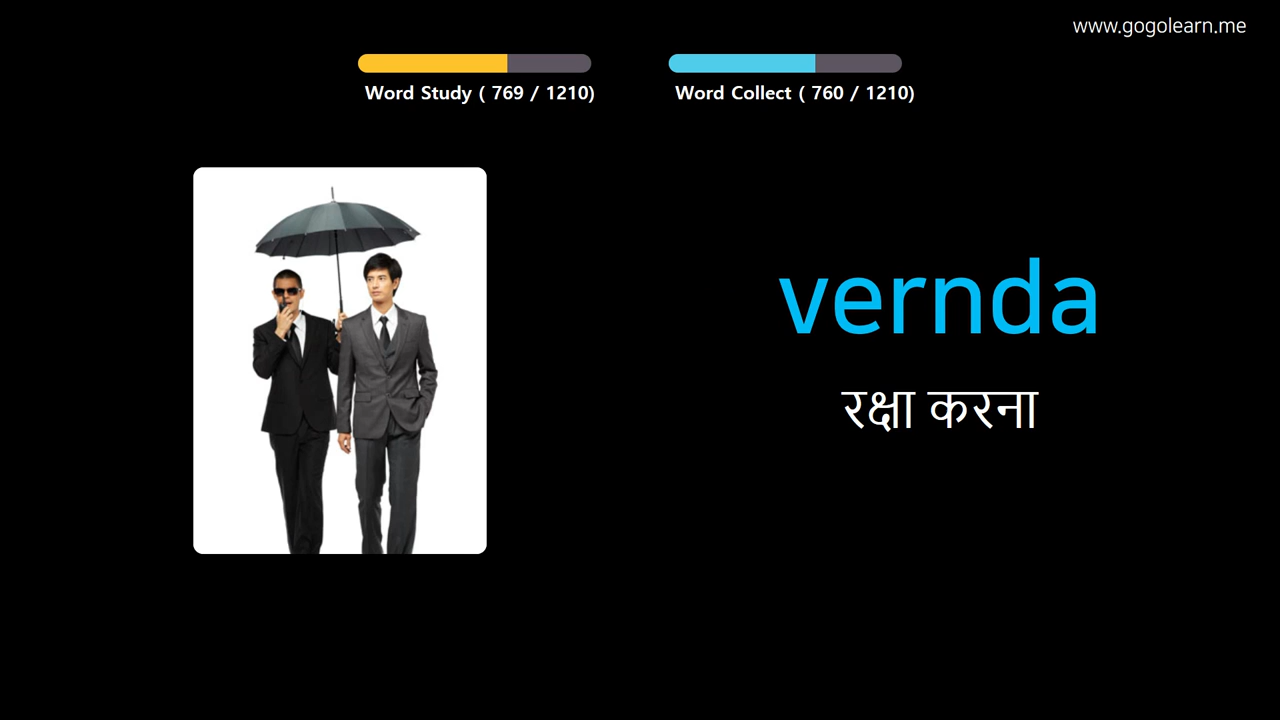 www.gogolearn.me
Word Study ( 769 / 1210)
Word Collect ( 760 / 1210)
vernda
रक्षा करना